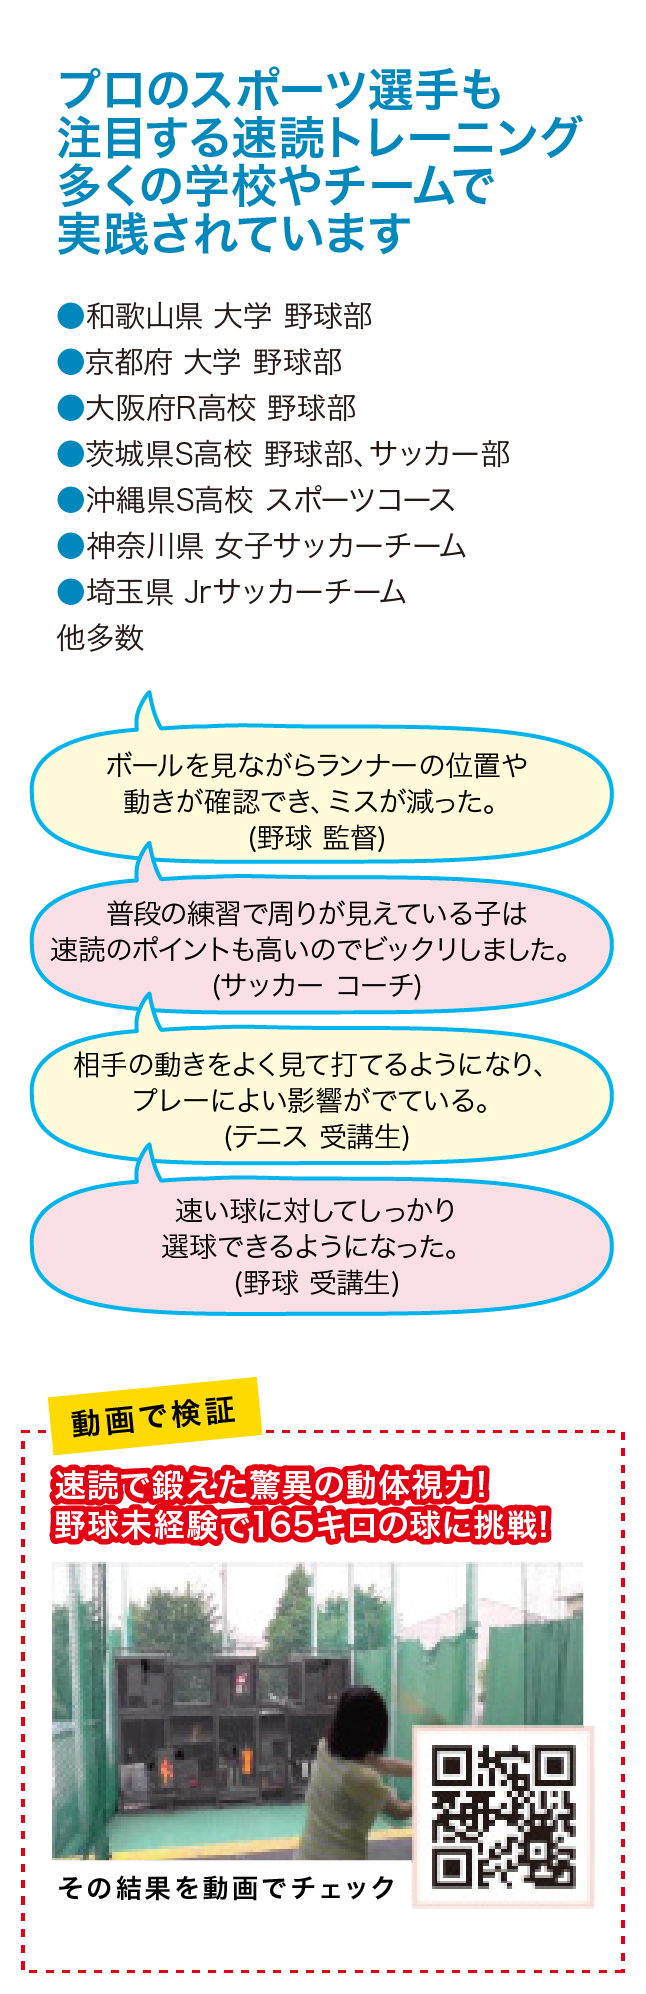 プロのスポーツ選手も
注目する速読トレーニング
多くの学校やチームで
実践されています
●和歌山県 大学 野球部
●京都府 大学 野球部
●大阪府R高校 野球部
●茨城県S高校 野球部、サッカー部
●沖縄県S高校 スポーツコース
●神奈川県 女子サッカーチーム
●埼玉県 Jrサッカーチーム
他多数
ボールを見ながらランナーの位置や
動きが確認でき、ミスが減った。
(野球 監督)
普段の練習で周りが見えている子は
速読のポイントも高いのでビックリしました。
(サッカー コーチ)
相手の動きをよく見て打てるようになり、
プレーによい影響がでている。
(テニス 受講生)
速い球に対してしっかり
選球できるようになった。
(野球 受講生)
動画で検証
速読で鍛えた驚異の動体視力!
野球未経験で165キロの球に挑戦!
その結果を動画でチェック